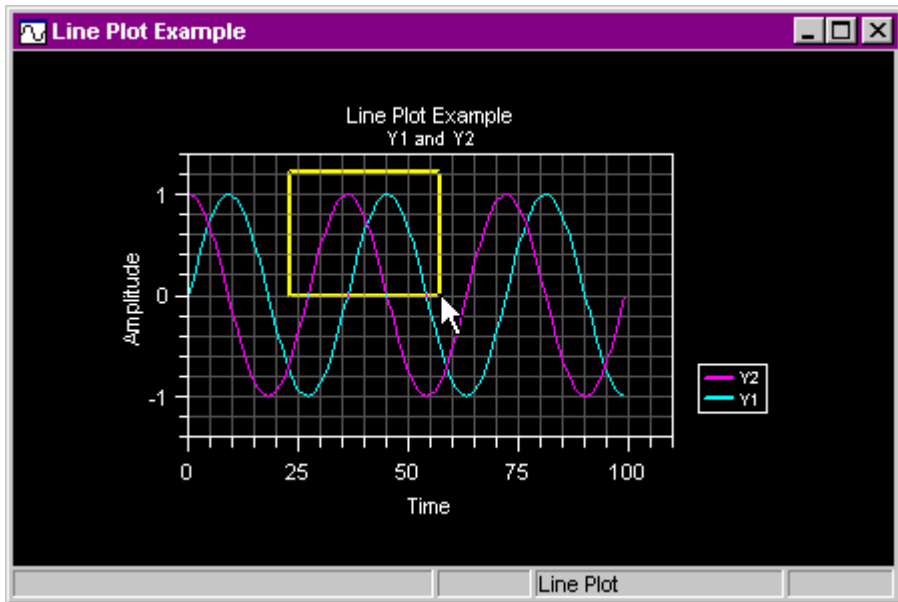 Line Plot Example
Line Plot Example
Y1 and Y2
1
0
-1
Amplitude
0 25 50 75 100
Time
Y2
Y1
Line Plot